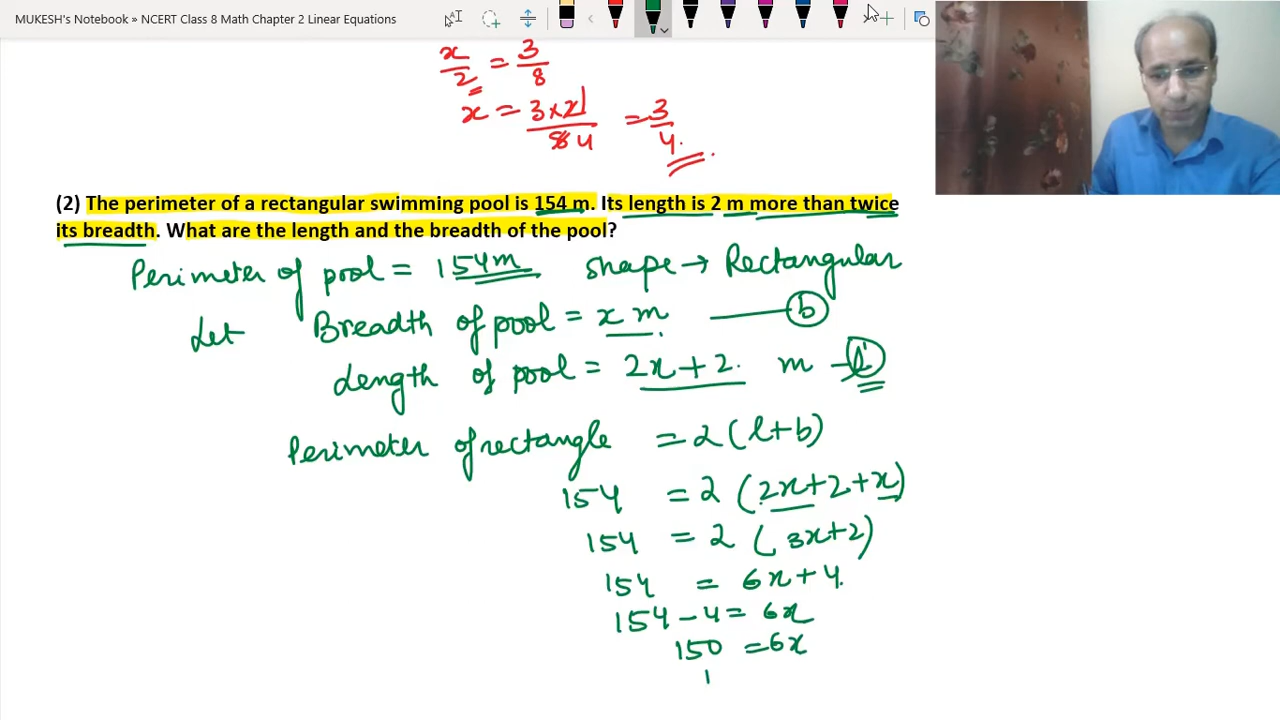 MUKESH's Notebook » NCERT Class 8 Math Chapter 2 Linear Equations
x/2 = 3/8
x = 3×2 1/8 4 = 3/4.
(2) The perimeter of a rectangular swimming pool is 154 m. Its length is 2 m more than twice
its breadth. What are the length and the breadth of the pool?
Perimeter of pool = 154m shape → Rectangular
Let Breadth of pool = x m. b
Length of pool = 2x+2. m l
Perimeter of rectangle = 2(l+b)
154 = 2 (2x+2+x)
154 = 2 (3x+2)
154 = 6x+4.
154-4 = 6x
150 = 6x